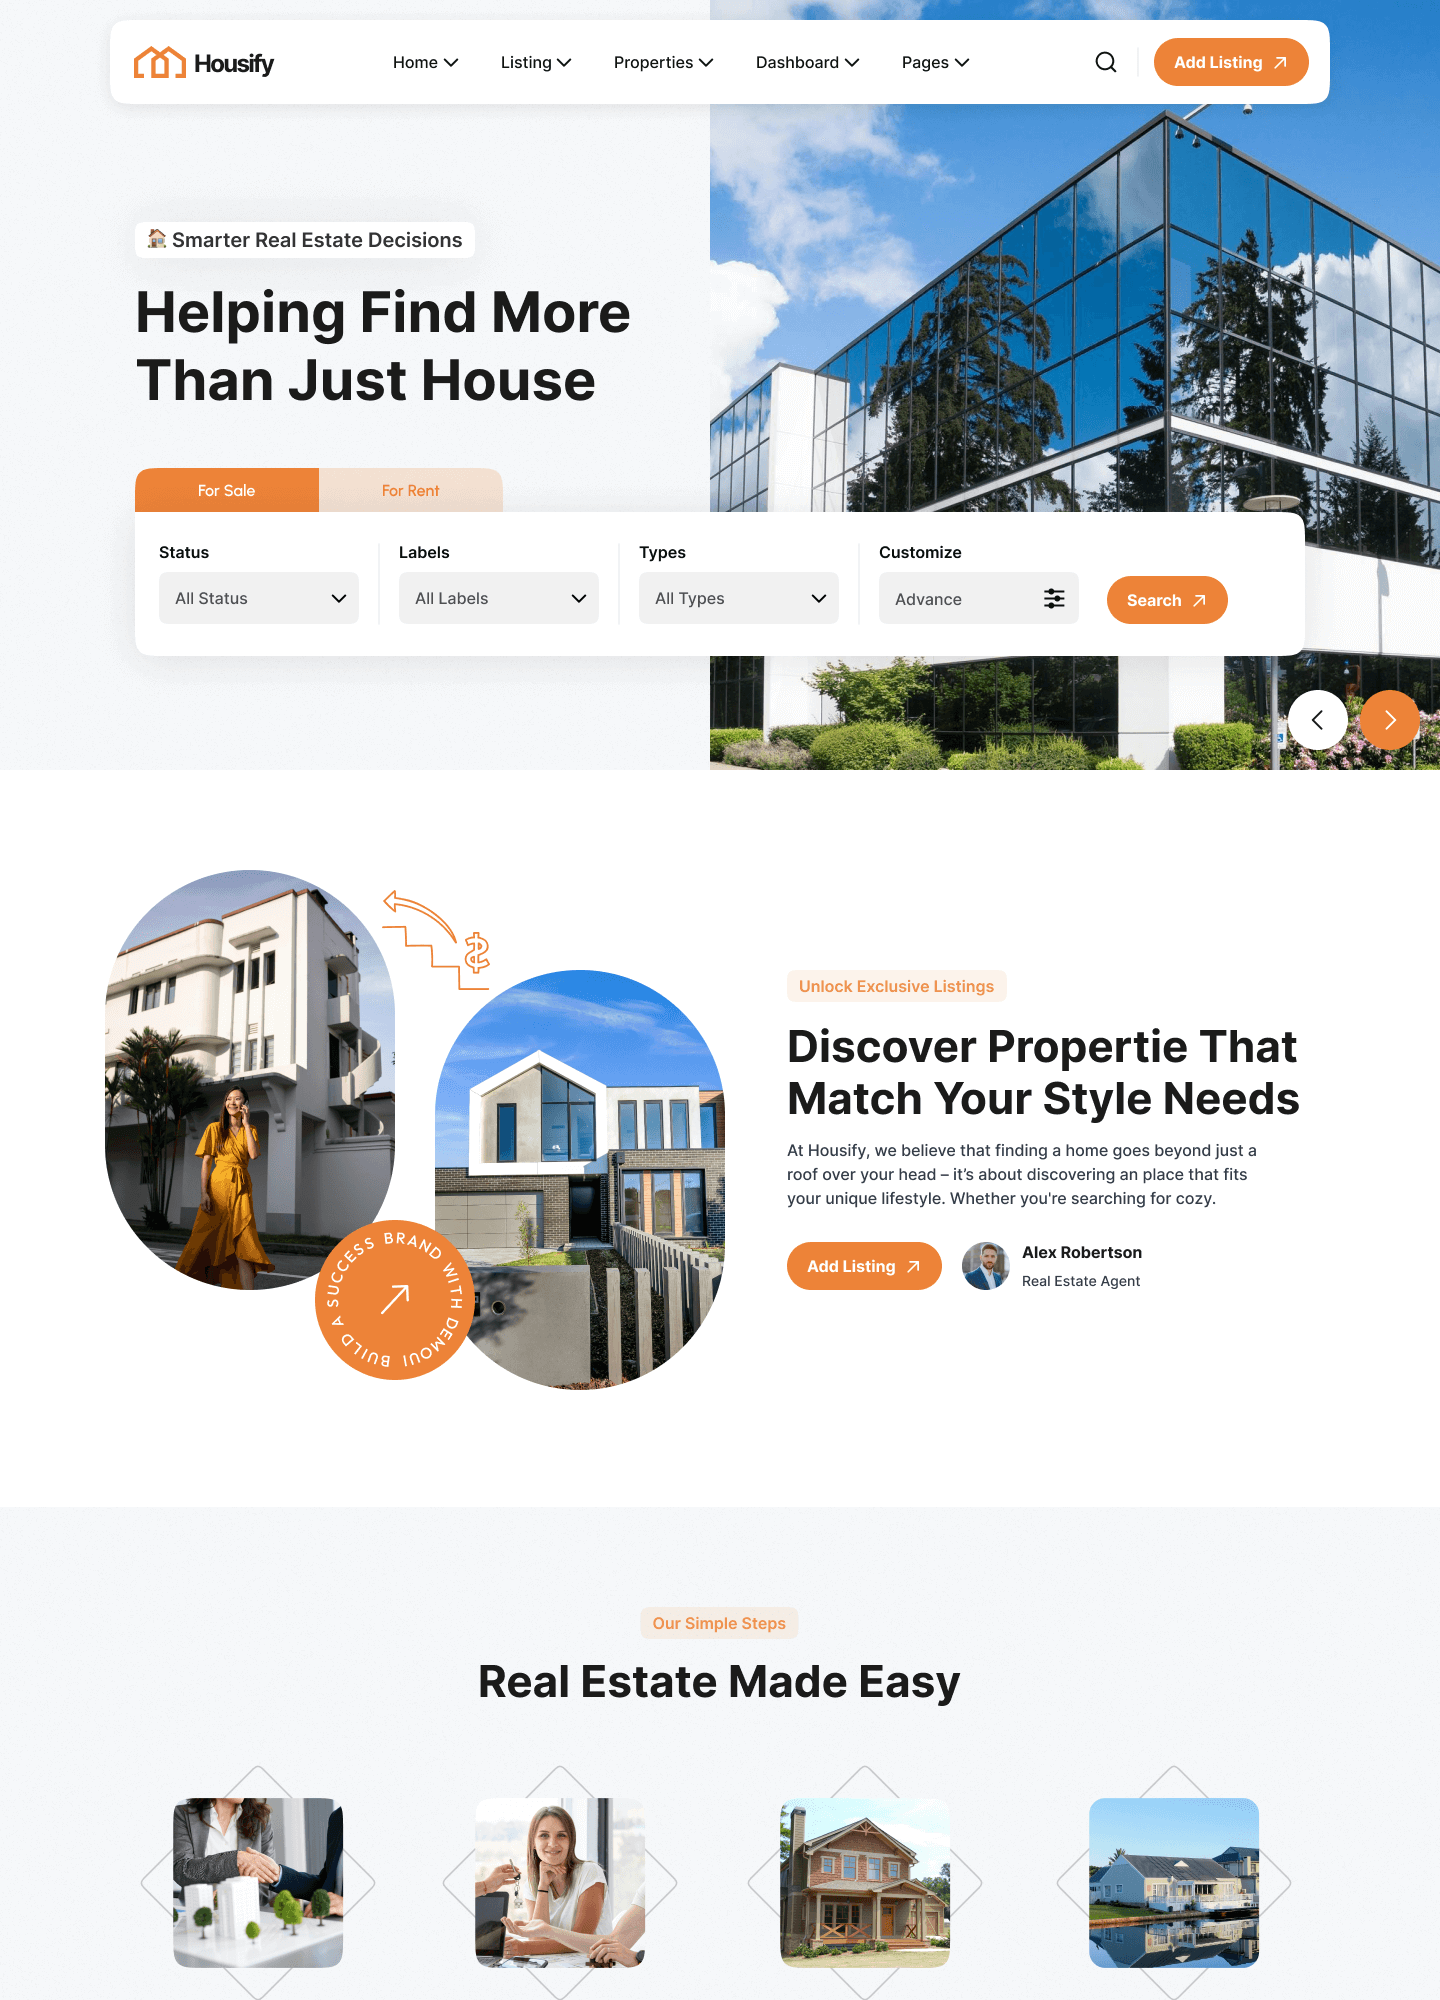 Housify
Home
Listing
Properties
Dashboard
Pages
Add Listing
Smarter Real Estate Decisions
Helping Find More
Than Just House
For Sale
For Rent
Status
Labels
Types
Customize
All Status
All Labels
All Types
Advance
Search
BUILD A SUCCESS BRAND WITH DEMOUI
Unlock Exclusive Listings
Discover Propertie That
Match Your Style Needs
At Housify, we believe that finding a home goes beyond just a
roof over your head – it’s about discovering an place that fits
your unique lifestyle. Whether you're searching for cozy.
Add Listing
Alex Robertson
Real Estate Agent
Our Simple Steps
Real Estate Made Easy